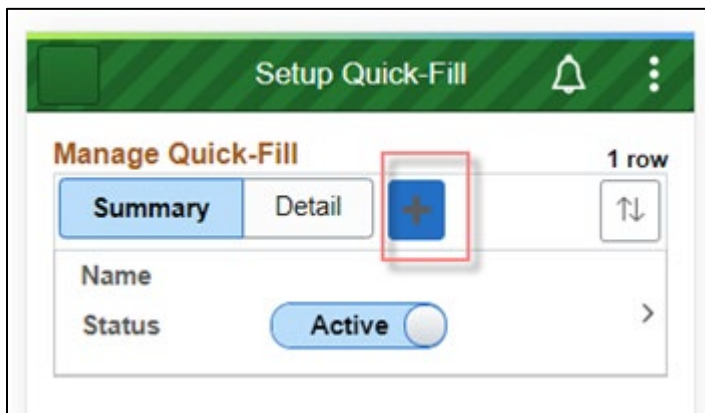 Setup Quick-Fill
Manage Quick-Fill
1 row
Summary
Detail
Name
Status
Active